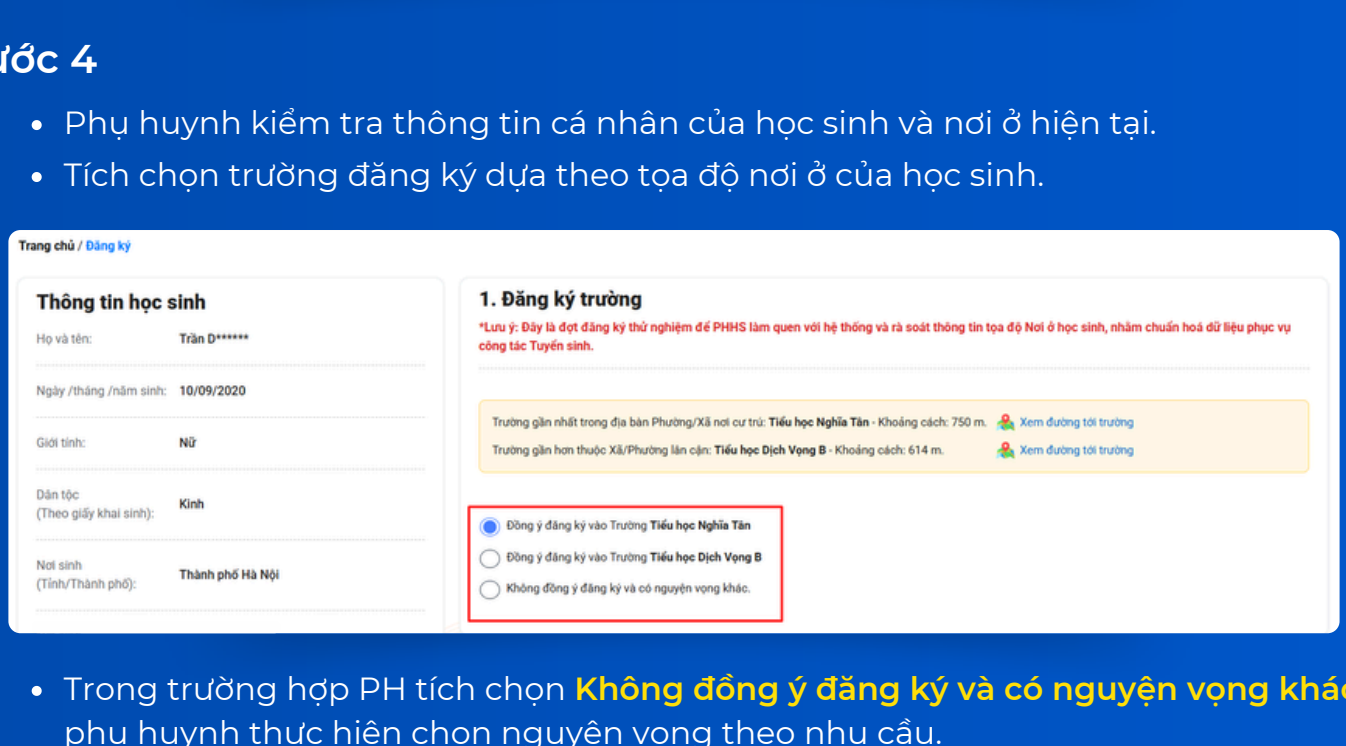 ước 4
Phụ huynh kiểm tra thông tin cá nhân của học sinh và nơi ở hiện tại.
Tích chọn trường đăng ký dựa theo tọa độ nơi ở của học sinh.
Trang chủ / Đăng ký
Thông tin học sinh
Họ và tên: Trần D******
Ngày /tháng /năm sinh: 10/09/2020
Giới tính: Nữ
Dân tộc
(Theo giấy khai sinh): Kinh
Nơi sinh
(Tỉnh/Thành phố): Thành phố Hà Nội
1. Đăng ký trường
*Lưu ý: Đây là đợt đăng ký thử nghiệm để PHHS làm quen với hệ thống và rà soát thông tin tọa độ Nơi ở học sinh, nhằm chuẩn hoá dữ liệu phục vụ
công tác Tuyển sinh.
Trường gần nhất trong địa bàn Phường/Xã nơi cư trú: Tiểu học Nghĩa Tân - Khoảng cách: 750 m. Xem đường tới trường
Trường gần hơn thuộc Xã/Phường lân cận: Tiểu học Dịch Vọng B - Khoảng cách: 614 m. Xem đường tới trường
Đồng ý đăng ký vào Trường Tiểu học Nghĩa Tân
Đồng ý đăng ký vào Trường Tiểu học Dịch Vọng B
Không đồng ý đăng ký và có nguyện vọng khác.
Trong trường hợp PH tích chọn Không đồng ý đăng ký và có nguyện vọng khác
phụ huynh thực hiện chọn nguyện vọng theo nhu cầu.